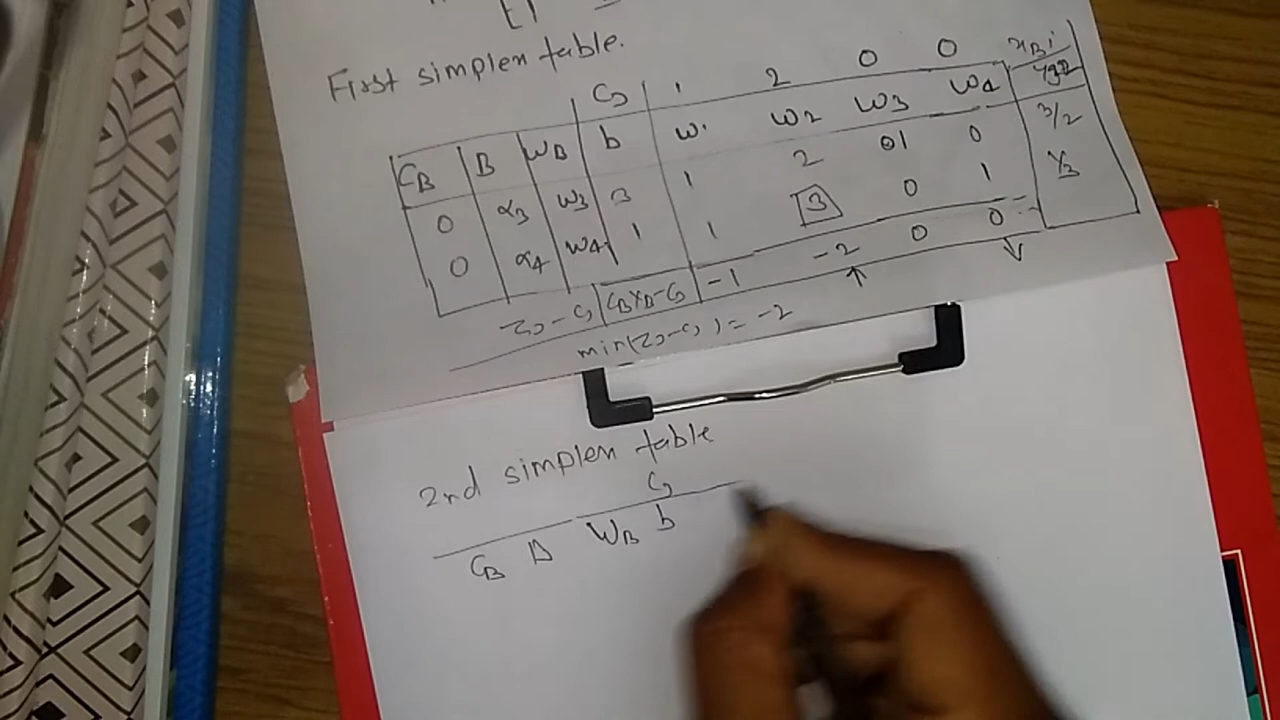 First simplex table.
Cj 1 2 0 0
CB B WB b w1 w2 w3 w4 xBi/
0 α3 w3 3 1 2 01 0 3/2
0 α4 w4 1 1 3 0 1 1/3
zj-cj CBXB-Cj -1 -2 0 0
min(zj-cj) = -2
2nd simplex table
Cj
CB B WB b